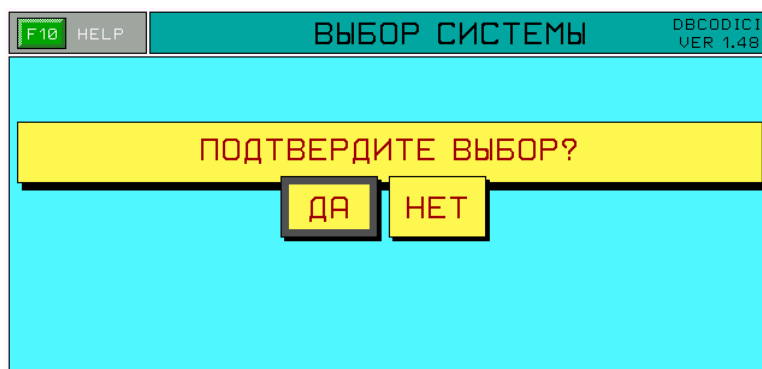 F10 HELP
ВЫБОР СИСТЕМЫ
DBCODICI
VER 1.48
ПОДТВЕРДИТЕ ВЫБОР?
ДА
НЕТ